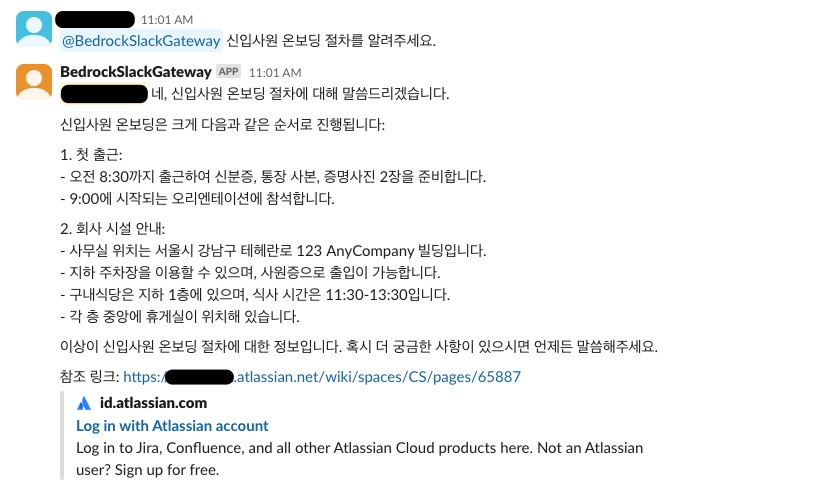 11:01 AM
@BedrockSlackGateway 신입사원 온보딩 절차를 알려주세요.
BedrockSlackGateway APP 11:01 AM
네, 신입사원 온보딩 절차에 대해 말씀드리겠습니다.
신입사원 온보딩은 크게 다음과 같은 순서로 진행됩니다:
1. 첫 출근:
- 오전 8:30까지 출근하여 신분증, 통장 사본, 증명사진 2장을 준비합니다.
- 9:00에 시작되는 오리엔테이션에 참석합니다.
2. 회사 시설 안내:
- 사무실 위치는 서울시 강남구 테헤란로 123 AnyCompany 빌딩입니다.
- 지하 주차장을 이용할 수 있으며, 사원증으로 출입이 가능합니다.
- 구내식당은 지하 1층에 있으며, 식사 시간은 11:30-13:30입니다.
- 각 층 중앙에 휴게실이 위치해 있습니다.
이상이 신입사원 온보딩 절차에 대한 정보입니다. 혹시 더 궁금한 사항이 있으시면 언제든 말씀해주세요.
참조 링크: https:/ .atlassian.net/wiki/spaces/CS/pages/65887
id.atlassian.com
Log in with Atlassian account
Log in to Jira, Confluence, and all other Atlassian Cloud products here. Not an Atlassian
user? Sign up for free.